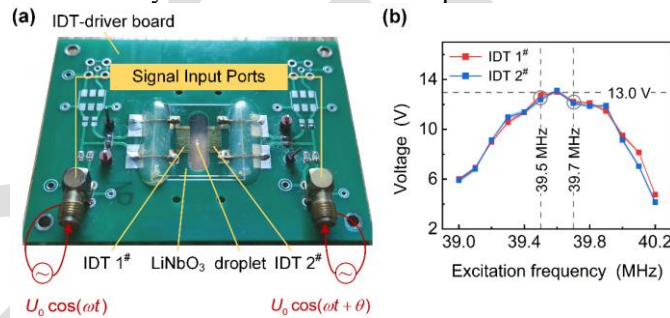 (a)
IDT-driver board
Signal Input Ports
IDT 1#
LiNbO₃ droplet
IDT 2#
U₀ cos(ωt)
U₀ cos(ωt + θ)
(b)
IDT 1#
IDT 2#
13.0 V
39.5 MHz
39.7 MHz
Voltage (V)
18
14
10
6
2
39.0
39.4
39.8
40.2
Excitation frequency (MHz)